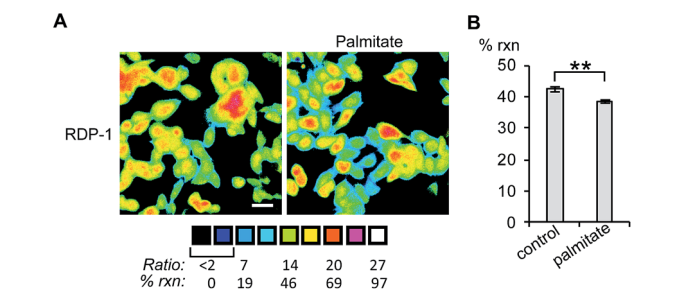 A
Palmitate
RDP-1
Ratio: <2 7 14 20 27
% rxn: 0 19 46 69 97
B
% rxn
50
**
40
30
20
10
0
control
palmitate